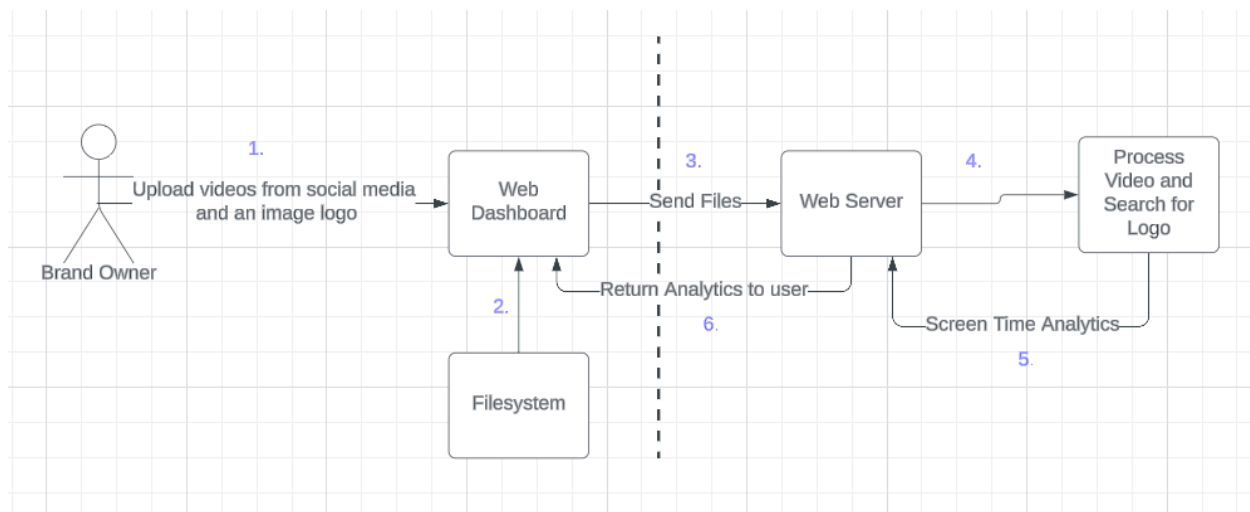 1.
Upload videos from social media
and an image logo
Brand Owner
Web
Dashboard
2.
Filesystem
3.
Send Files
Web Server
4.
Process
Video and
Search for
Logo
Screen Time Analytics
5.
Return Analytics to user
6.